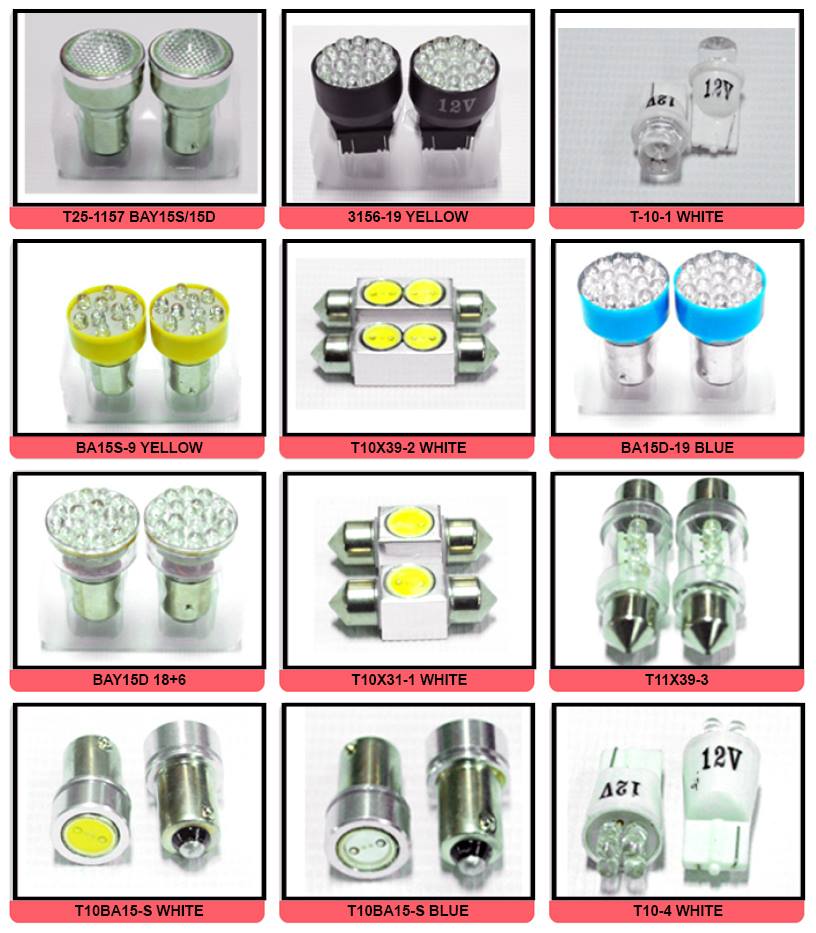 12V
12V
12V
T25-1157 BAY15S/15D
3156-19 YELLOW
T-10-1 WHITE
BA15S-9 YELLOW
T10X39-2 WHITE
BA15D-19 BLUE
BAY15D 18+6
T10X31-1 WHITE
T11X39-3
12V
12V
T10BA15-S WHITE
T10BA15-S BLUE
T10-4 WHITE